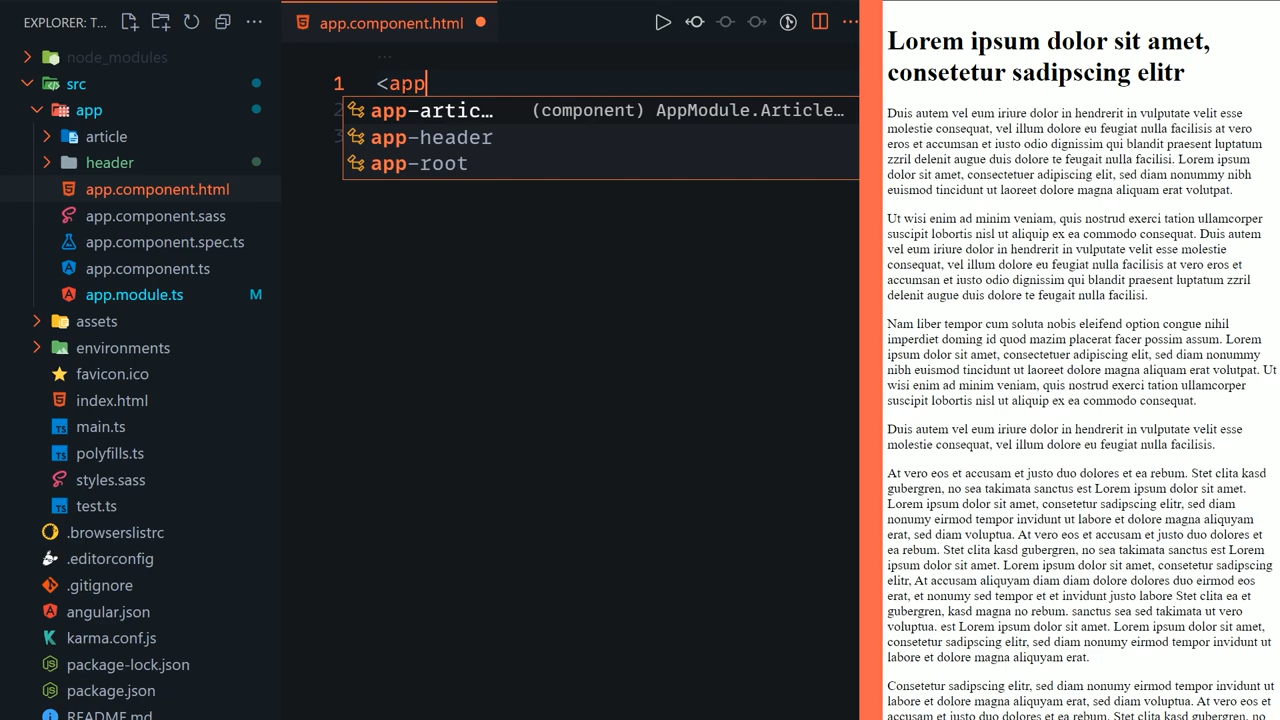 EXPLORER: T...
node_modules
src
app
article
header
app.component.html
app.component.sass
app.component.spec.ts
app.component.ts
app.module.ts M
assets
environments
favicon.ico
index.html
main.ts
polyfills.ts
styles.sass
test.ts
.browserslistrc
.editorconfig
.gitignore
angular.json
karma.conf.js
package-lock.json
package.json
README.md
app.component.html
1 <app
app-artic... (component) AppModule.Article...
app-header
app-root
Lorem ipsum dolor sit amet,
consetetur sadipscing elitr
Duis autem vel eum iriure dolor in hendrerit in vulputate velit esse
molestie consequat, vel illum dolore eu feugiat nulla facilisis at vero
eros et accumsan et iusto odio dignissim qui blandit praesent luptatum
zzril delenit augue duis dolore te feugait nulla facilisi. Lorem ipsum
dolor sit amet, consectetuer adipiscing elit, sed diam nonummy nibh
euismod tincidunt ut laoreet dolore magna aliquam erat volutpat.
Ut wisi enim ad minim veniam, quis nostrud exerci tation ullamcorper
suscipit lobortis nisl ut aliquip ex ea commodo consequat. Duis autem
vel eum iriure dolor in hendrerit in vulputate velit esse molestie
consequat, vel illum dolore eu feugiat nulla facilisis at vero eros et
accumsan et iusto odio dignissim qui blandit praesent luptatum zzril
delenit augue duis dolore te feugait nulla facilisi.
Nam liber tempor cum soluta nobis eleifend option congue nihil
imperdiet doming id quod mazim placerat facer possim assum. Lorem
ipsum dolor sit amet, consectetuer adipiscing elit, sed diam nonummy
nibh euismod tincidunt ut laoreet dolore magna aliquam erat volutpat. Ut
wisi enim ad minim veniam, quis nostrud exerci tation ullamcorper
suscipit lobortis nisl ut aliquip ex ea commodo consequat.
Duis autem vel eum iriure dolor in hendrerit in vulputate velit esse
molestie consequat, vel illum dolore eu feugiat nulla facilisis.
At vero eos et accusam et justo duo dolores et ea rebum. Stet clita kasd
gubergren, no sea takimata sanctus est Lorem ipsum dolor sit amet.
Lorem ipsum dolor sit amet, consetetur sadipscing elitr, sed diam
nonumy eirmod tempor invidunt ut labore et dolore magna aliquyam
erat, sed diam voluptua. At vero eos et accusam et justo duo dolores et
ea rebum. Stet clita kasd gubergren, no sea takimata sanctus est Lorem
ipsum dolor sit amet. Lorem ipsum dolor sit amet, consetetur sadipscing
elitr, At accusam aliquyam diam diam dolore dolores duo eirmod eos
erat, et nonumy sed tempor et et invidunt justo labore Stet clita ea et
gubergren, kasd magna no rebum. sanctus sea sed takimata ut vero
voluptua. est Lorem ipsum dolor sit amet. Lorem ipsum dolor sit amet,
consetetur sadipscing elitr, sed diam nonumy eirmod tempor invidunt ut
labore et dolore magna aliquyam erat.
Consetetur sadipscing elitr, sed diam nonumy eirmod tempor invidunt ut
labore et dolore magna aliquyam erat, sed diam voluptua. At vero eos et
accusam et justo duo dolores et ea rebum. Stet clita kasd gubergren, no